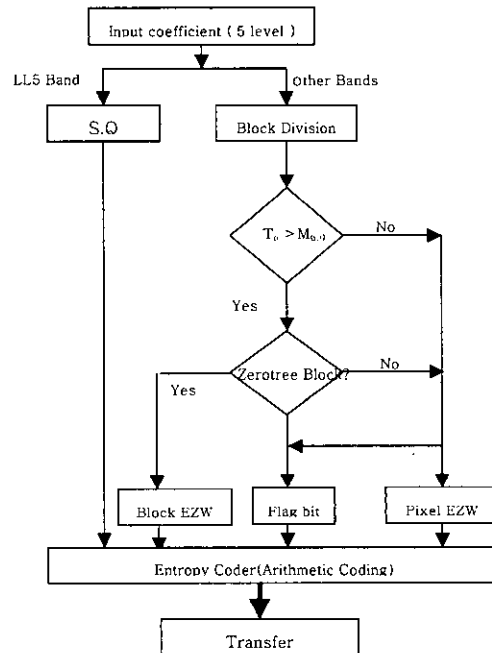 Input coefficient ( 5 level )
LL5 Band
Other Bands
S.Q
Block Division
No
Yes
Zerotree Block?
No
Yes
Block EZW
Flag bit
Pixel EZW
Entropy Coder(Arithmetic Coding)
Transfer